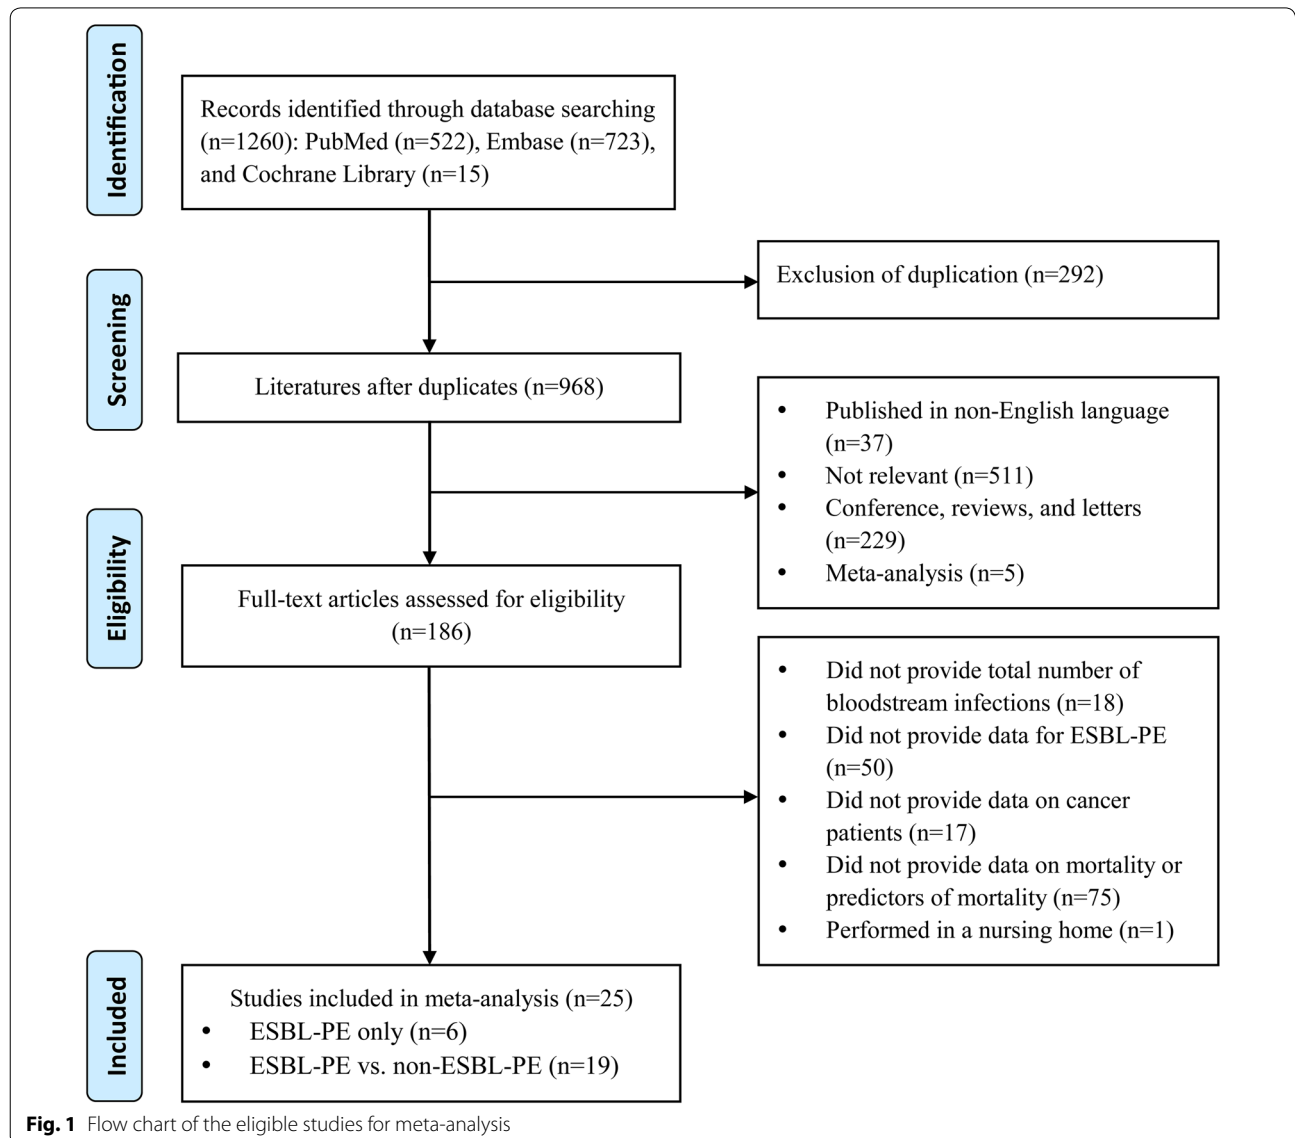 Identification
Records identified through database searching
(n=1260): PubMed (n=522), Embase (n=723),
and Cochrane Library (n=15)
Exclusion of duplication (n=292)
Screening
Literatures after duplicates (n=968)
• Published in non-English language
(n=37)
• Not relevant (n=511)
• Conference, reviews, and letters
(n=229)
• Meta-analysis (n=5)
Eligibility
Full-text articles assessed for eligibility
(n=186)
• Did not provide total number of
bloodstream infections (n=18)
• Did not provide data for ESBL-PE
(n=50)
• Did not provide data on cancer
patients (n=17)
• Did not provide data on mortality or
predictors of mortality (n=75)
• Performed in a nursing home (n=1)
Included
Studies included in meta-analysis (n=25)
• ESBL-PE only (n=6)
• ESBL-PE vs. non-ESBL-PE (n=19)
Fig. 1 Flow chart of the eligible studies for meta-analysis